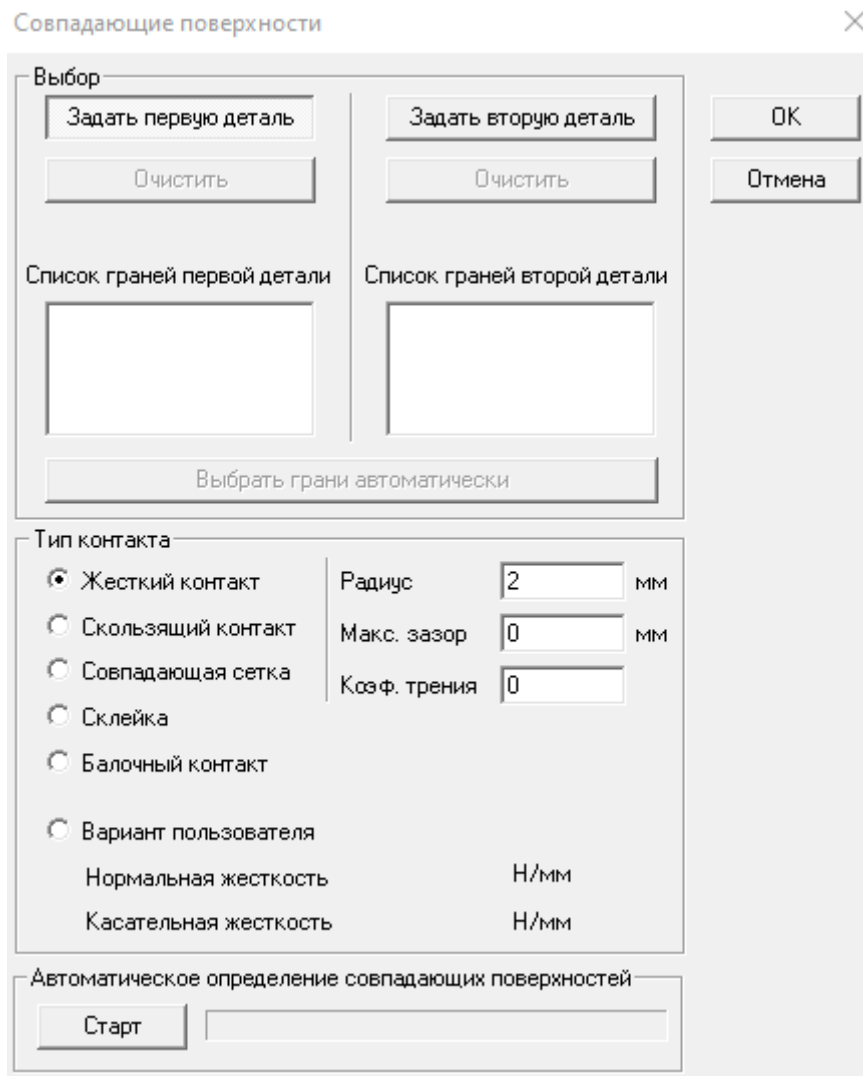 Совпадающие поверхности
Выбор
Задать первую деталь Задать вторую деталь OK
Очистить Очистить Отмена
Список граней первой детали Список граней второй детали
Выбрать грани автоматически
Тип контакта
Жесткий контакт Радиус 2 мм
Скользящий контакт Макс. зазор 0 мм
Совпадающая сетка Коэф. трения 0
Склейка
Балочный контакт
Вариант пользователя
Нормальная жесткость Н/мм
Касательная жесткость Н/мм
Автоматическое определение совпадающих поверхностей
Старт